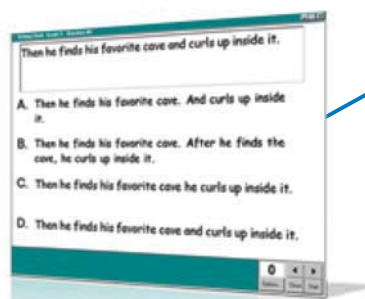 Then he finds his favorite cave and curls up inside it.
A. Then he finds his favorite cave. And curls up inside
it.
B. Then he finds his favorite cave. After he finds the
cave, he curls up inside it.
C. Then he finds his favorite cave he curls up inside it.
D. Then he finds his favorite cave and curls up inside it.
0